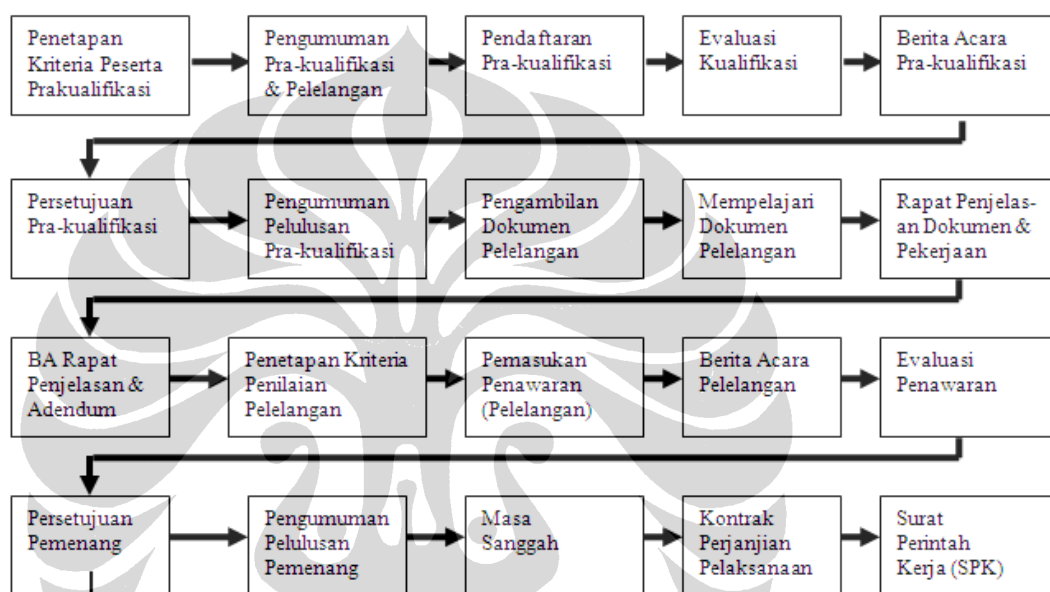 Penetapan
Kriteria Peserta
Prakualifikasi
Pengumuman
Pra-kualifikasi
& Pelelangan
Pendaftaran
Pra-kualifikasi
Evaluasi
Kualifikasi
Berita Acara
Pra-kualifikasi
Persetujuan
Pra-kualifikasi
Pengumuman
Pelulusan
Pra-kualifikasi
Pengambilan
Dokumen
Pelelangan
Mempelajari
Dokumen
Pelelangan
Rapat Penjelas-
an Dokumen &
Pekerjaan
BA Rapat
Penjelasan &
Adendum
Penetapan Kriteria
Penilaian
Pelelangan
Pemasukan
Penawaran
(Pelelangan)
Berita Acara
Pelelangan
Evaluasi
Penawaran
Persetujuan
Pemenang
Pengumuman
Pelulusan
Pemenang
Masa
Sanggah
Kontrak
Perjanjian
Pelaksanaan
Surat
Perintah
Kerja (SPK)